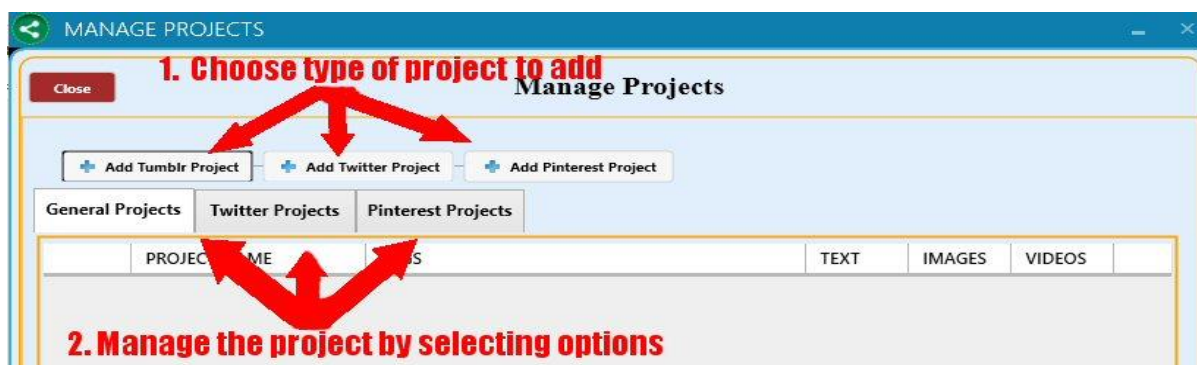 MANAGE PROJECTS
1. Choose type of project to add
Close
Manage Projects
Add Tumblr Project
Add Twitter Project
Add Pinterest Project
General Projects
Twitter Projects
Pinterest Projects
TEXT
IMAGES
VIDEOS
2. Manage the project by selecting options